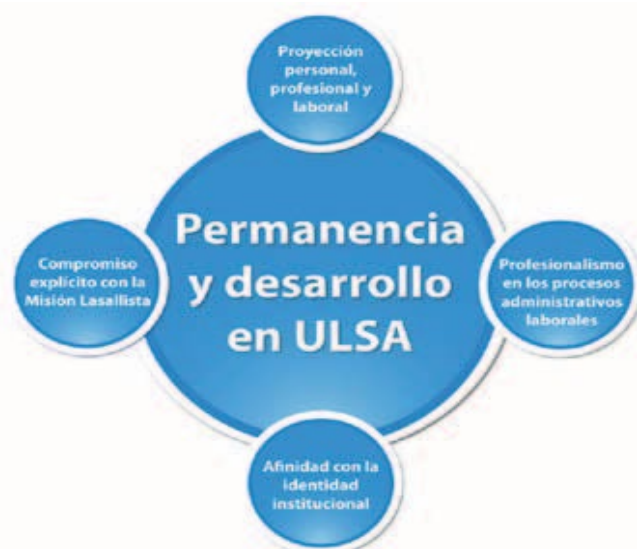 Proyección
personal,
profesional y
laboral
Permanencia
y desarrollo
en ULSA
Compromiso
explícito con la
Misión Lasallista
Profesionalismo
en los procesos
administrativos
laborales
Afinidad con la
identidad
institucional